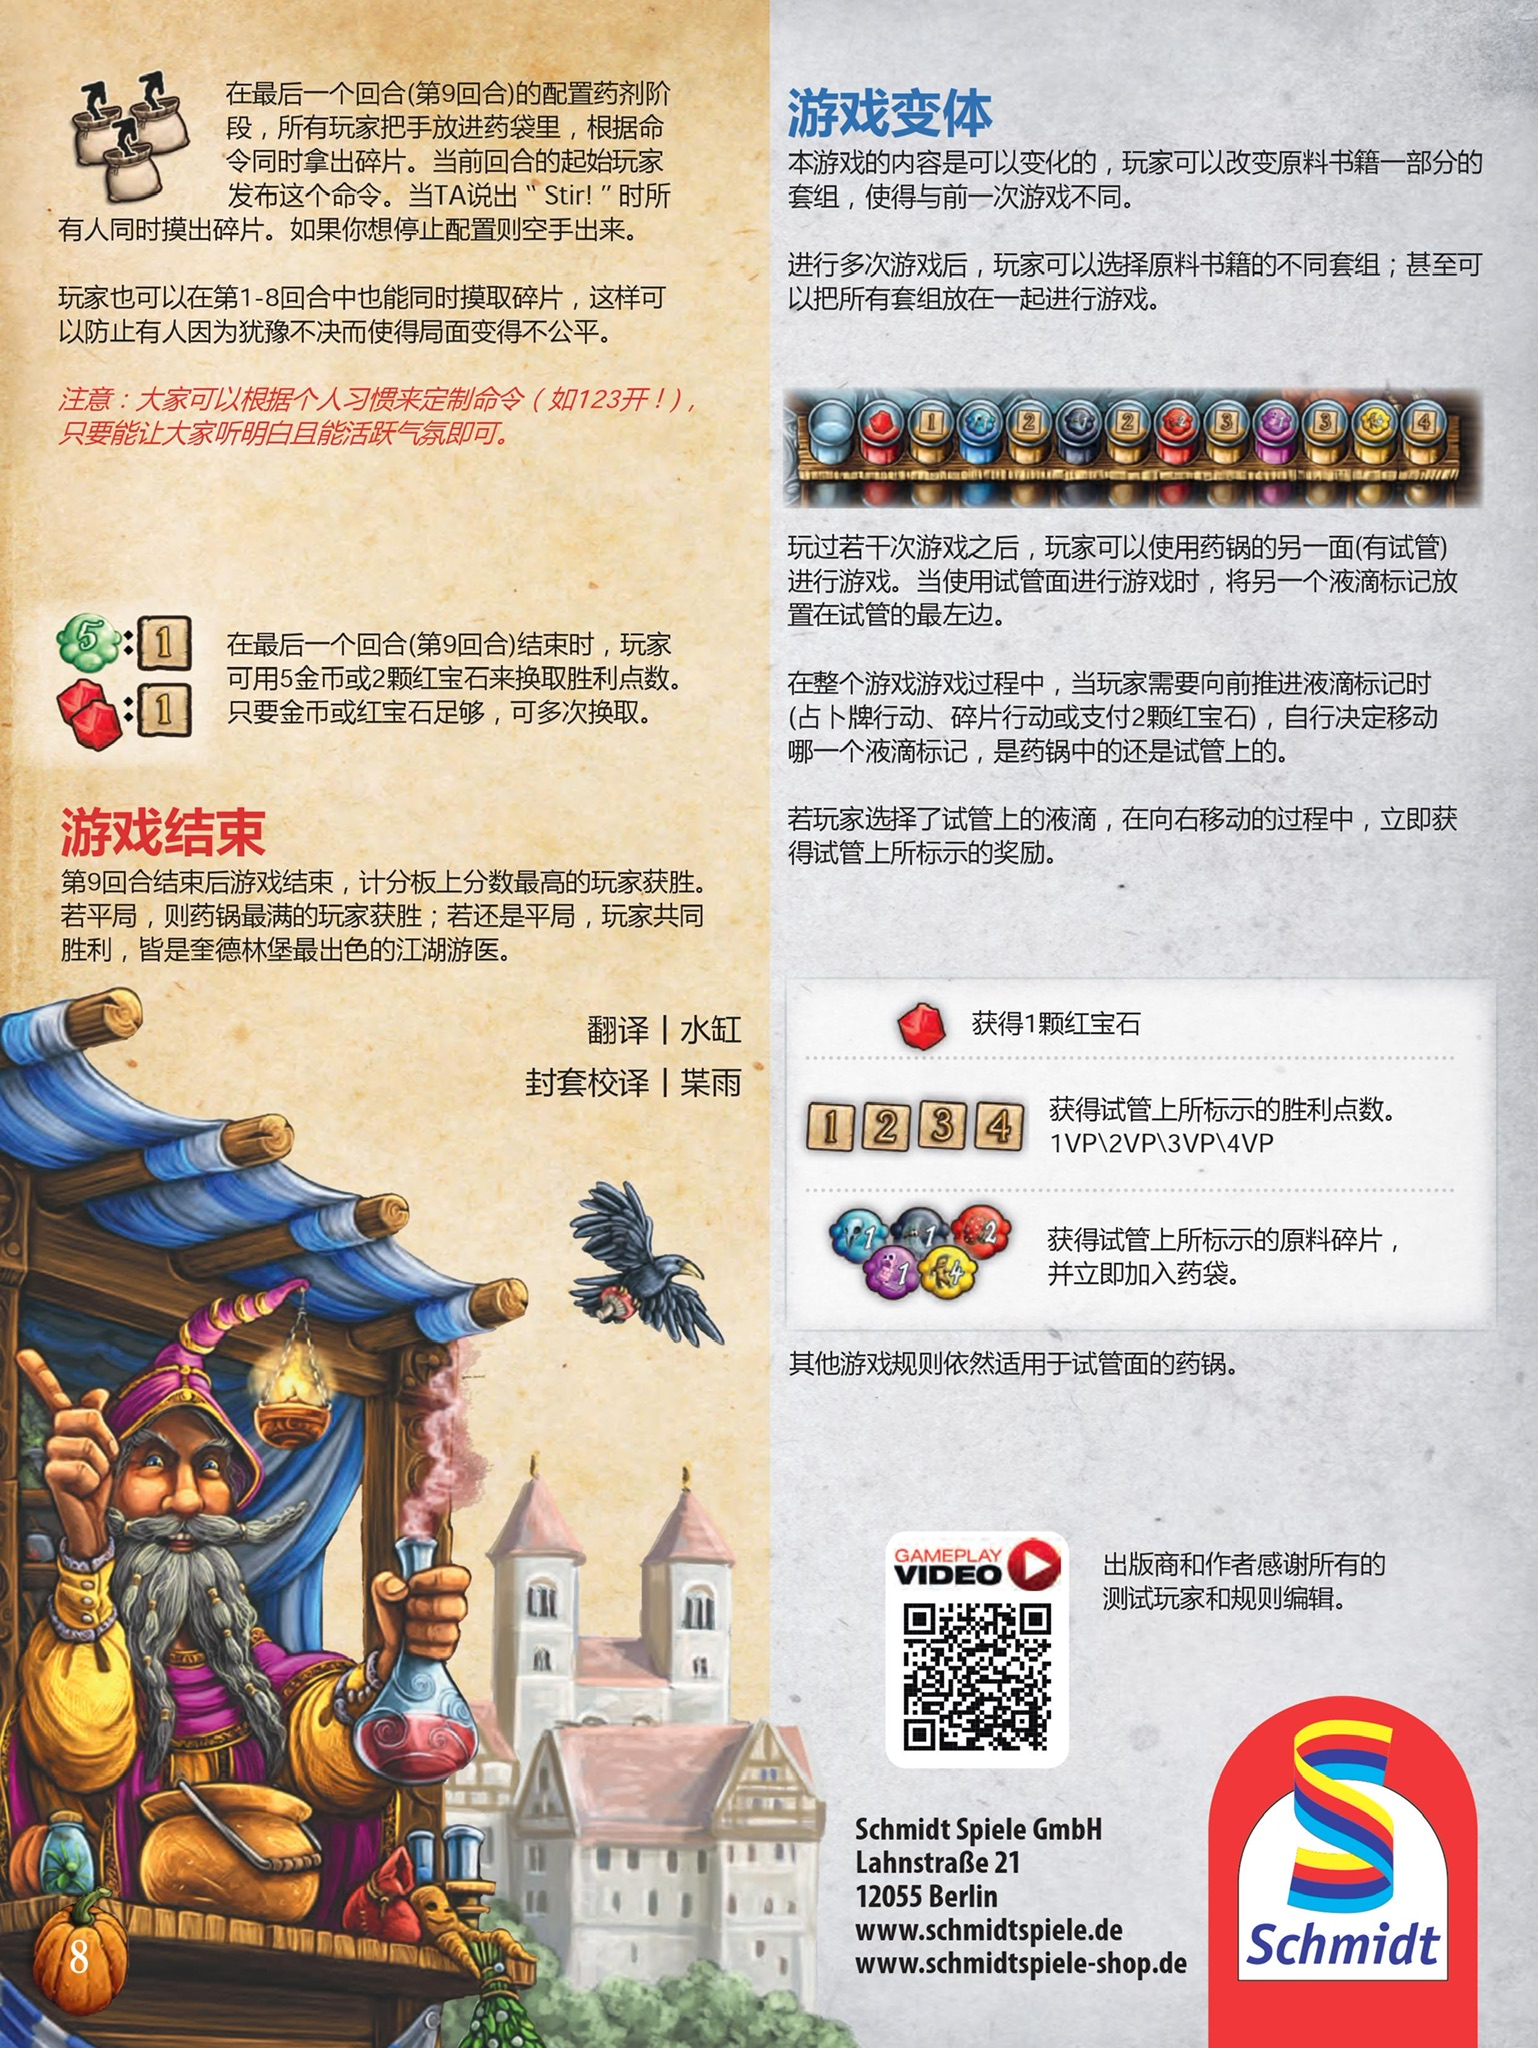 在最后一个回合(第9回合)的配置药剂阶
段，所有玩家把手放进药袋里，根据命
令同时拿出碎片。当前回合的起始玩家
发布这个命令。当TA说出“ Stir! ”时所
有人同时摸出碎片。如果你想停止配置则空手出来。
玩家也可以在第1-8回合中也能同时摸取碎片，这样可
以防止有人因为犹豫不决而使得局面变得不公平。
注意：大家可以根据个人习惯来定制命令（如123开！），
只要能让大家听明白且能活跃气氛即可。
5:1
1
在最后一个回合(第9回合)结束时，玩家
可用5金币或2颗红宝石来换取胜利点数。
只要金币或红宝石足够，可多次换取。
游戏结束
第9回合结束后游戏结束，计分板上分数最高的玩家获胜。
若平局，则药锅最满的玩家获胜；若还是平局，玩家共同
胜利，皆是奎德林堡最出色的江湖游医。
翻译丨水缸
封套校译丨枼雨
8
游戏变体
本游戏的内容是可以变化的，玩家可以改变原料书籍一部分的
套组，使得与前一次游戏不同。
进行多次游戏后，玩家可以选择原料书籍的不同套组；甚至可
以把所有套组放在一起进行游戏。
1 1 2 1 2 2 3 1 3 4 4
玩过若干次游戏之后，玩家可以使用药锅的另一面(有试管)
进行游戏。当使用试管面进行游戏时，将另一个液滴标记放
置在试管的最左边。
在整个游戏游戏过程中，当玩家需要向前推进液滴标记时
(占卜牌行动、碎片行动或支付2颗红宝石)，自行决定移动
哪一个液滴标记，是药锅中的还是试管上的。
若玩家选择了试管上的液滴，在向右移动的过程中，立即获
得试管上所标示的奖励。
获得1颗红宝石
1 2 3 4
获得试管上所标示的胜利点数。
1VP\2VP\3VP\4VP
1 1 2
1 4
获得试管上所标示的原料碎片，
并立即加入药袋。
其他游戏规则依然适用于试管面的药锅。
GAMEPLAY
VIDEO
出版商和作者感谢所有的
测试玩家和规则编辑。
Schmidt Spiele GmbH
Lahnstraße 21
12055 Berlin
www.schmidtspiele.de
www.schmidtspiele-shop.de
Schmidt